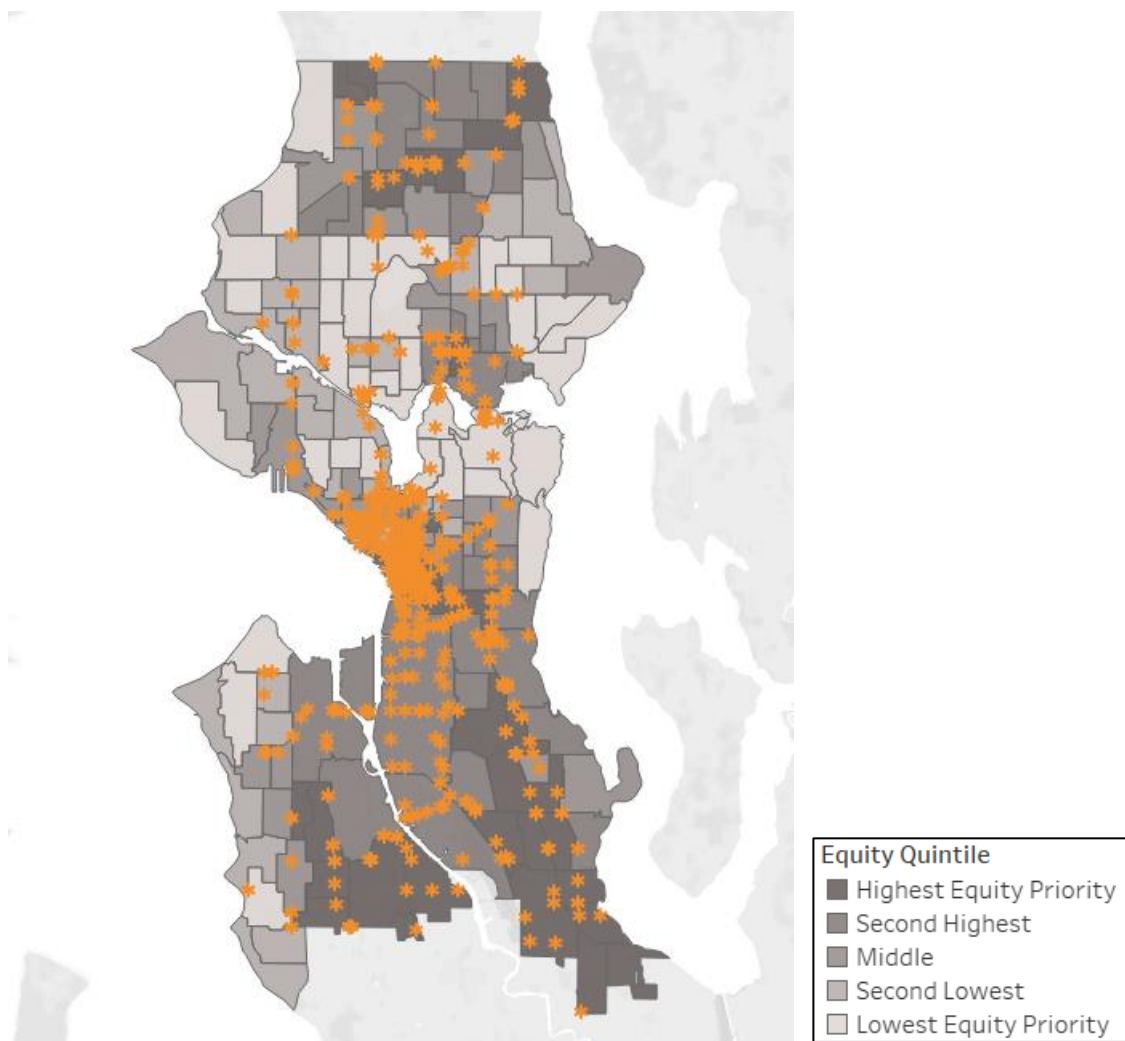 Equity Quintile
Highest Equity Priority
Second Highest
Middle
Second Lowest
Lowest Equity Priority